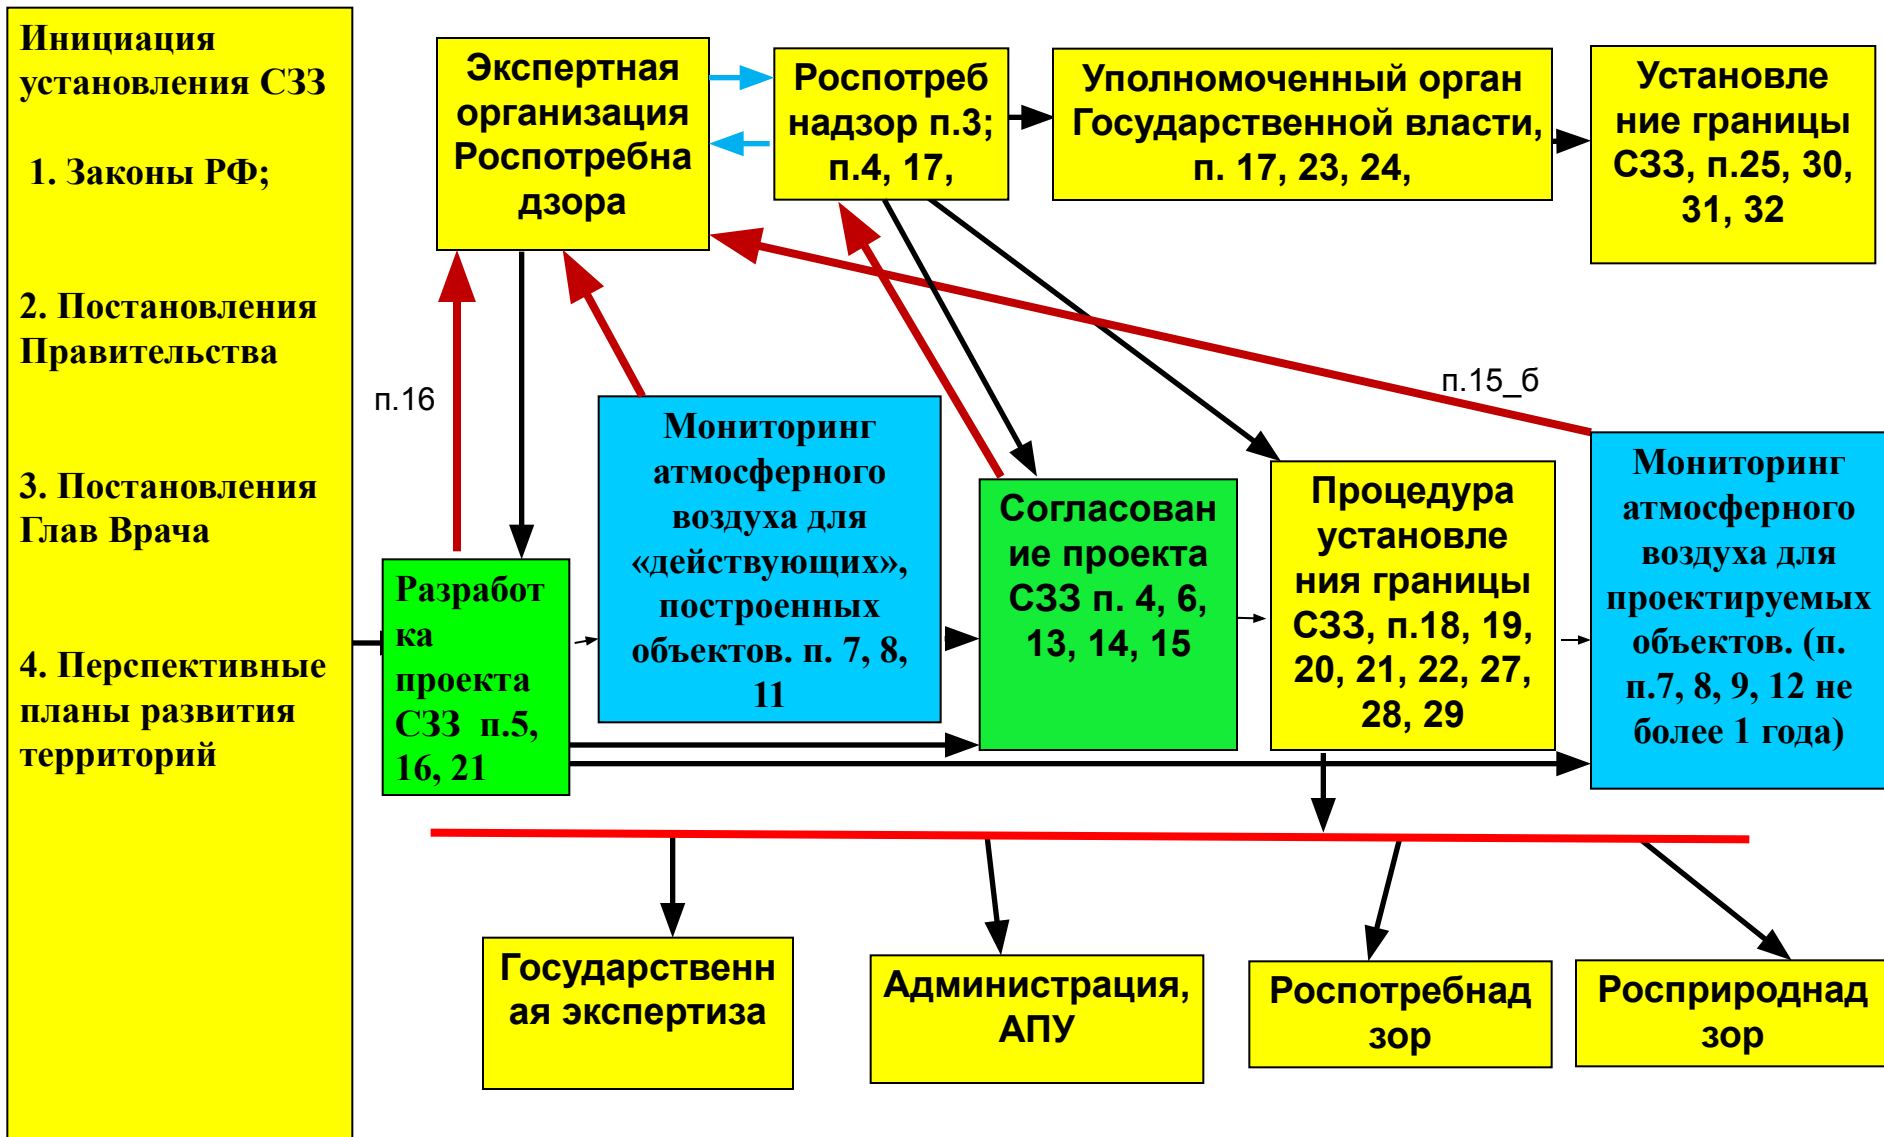 Инициация
установления СЗЗ
1. Законы РФ;
2. Постановления
Правительства
3. Постановления
Глав Врача
4. Перспективные
планы развития
территорий
Экспертная
организация
Роспотребна
дзора
Роспотреб
надзор п.3;
п.4, 17,
Уполномоченный орган
Государственной власти,
п. 17, 23, 24,
Установле
ние границы
СЗЗ, п.25, 30,
31, 32
п.16
п.15_б
Разработ
ка
проекта
СЗЗ п.5,
16, 21
Мониторинг
атмосферного
воздуха для
«действующих»,
построенных
объектов. п. 7, 8,
11
Согласован
ие проекта
СЗЗ п. 4, 6,
13, 14, 15
Процедура
установле
ния границы
СЗЗ, п.18, 19,
20, 21, 22, 27,
28, 29
Мониторинг
атмосферного
воздуха для
проектируемых
объектов. (п.
п.7, 8, 9, 12 не
более 1 года)
Государственн
ая экспертиза
Администрация,
АПУ
Роспотребнад
зор
Росприроднад
зор